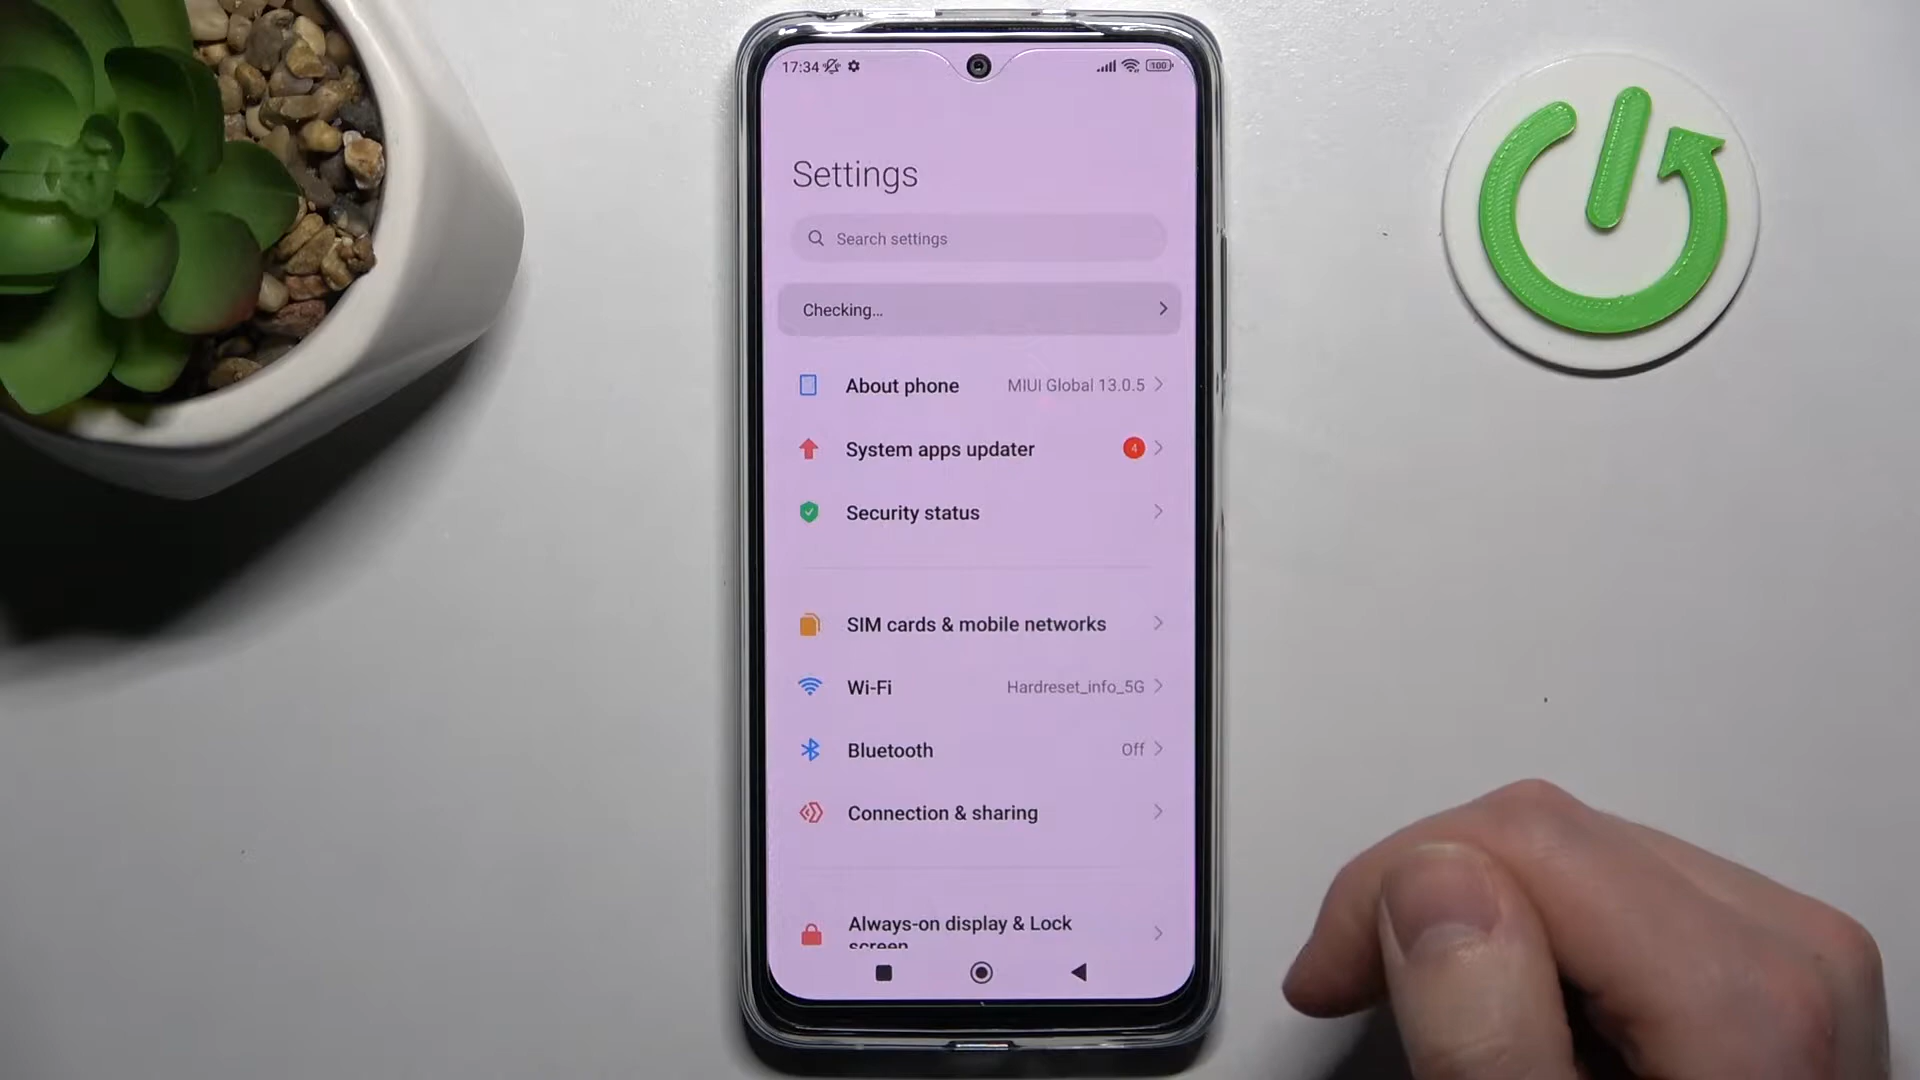 17:34 100
Settings
Search settings
Checking...
About phone MIUI Global 13.0.5
System apps updater 4
Security status
SIM cards & mobile networks
Wi-Fi Hardreset_info_5G
Bluetooth Off
Connection & sharing
Always-on display & Lock
screen